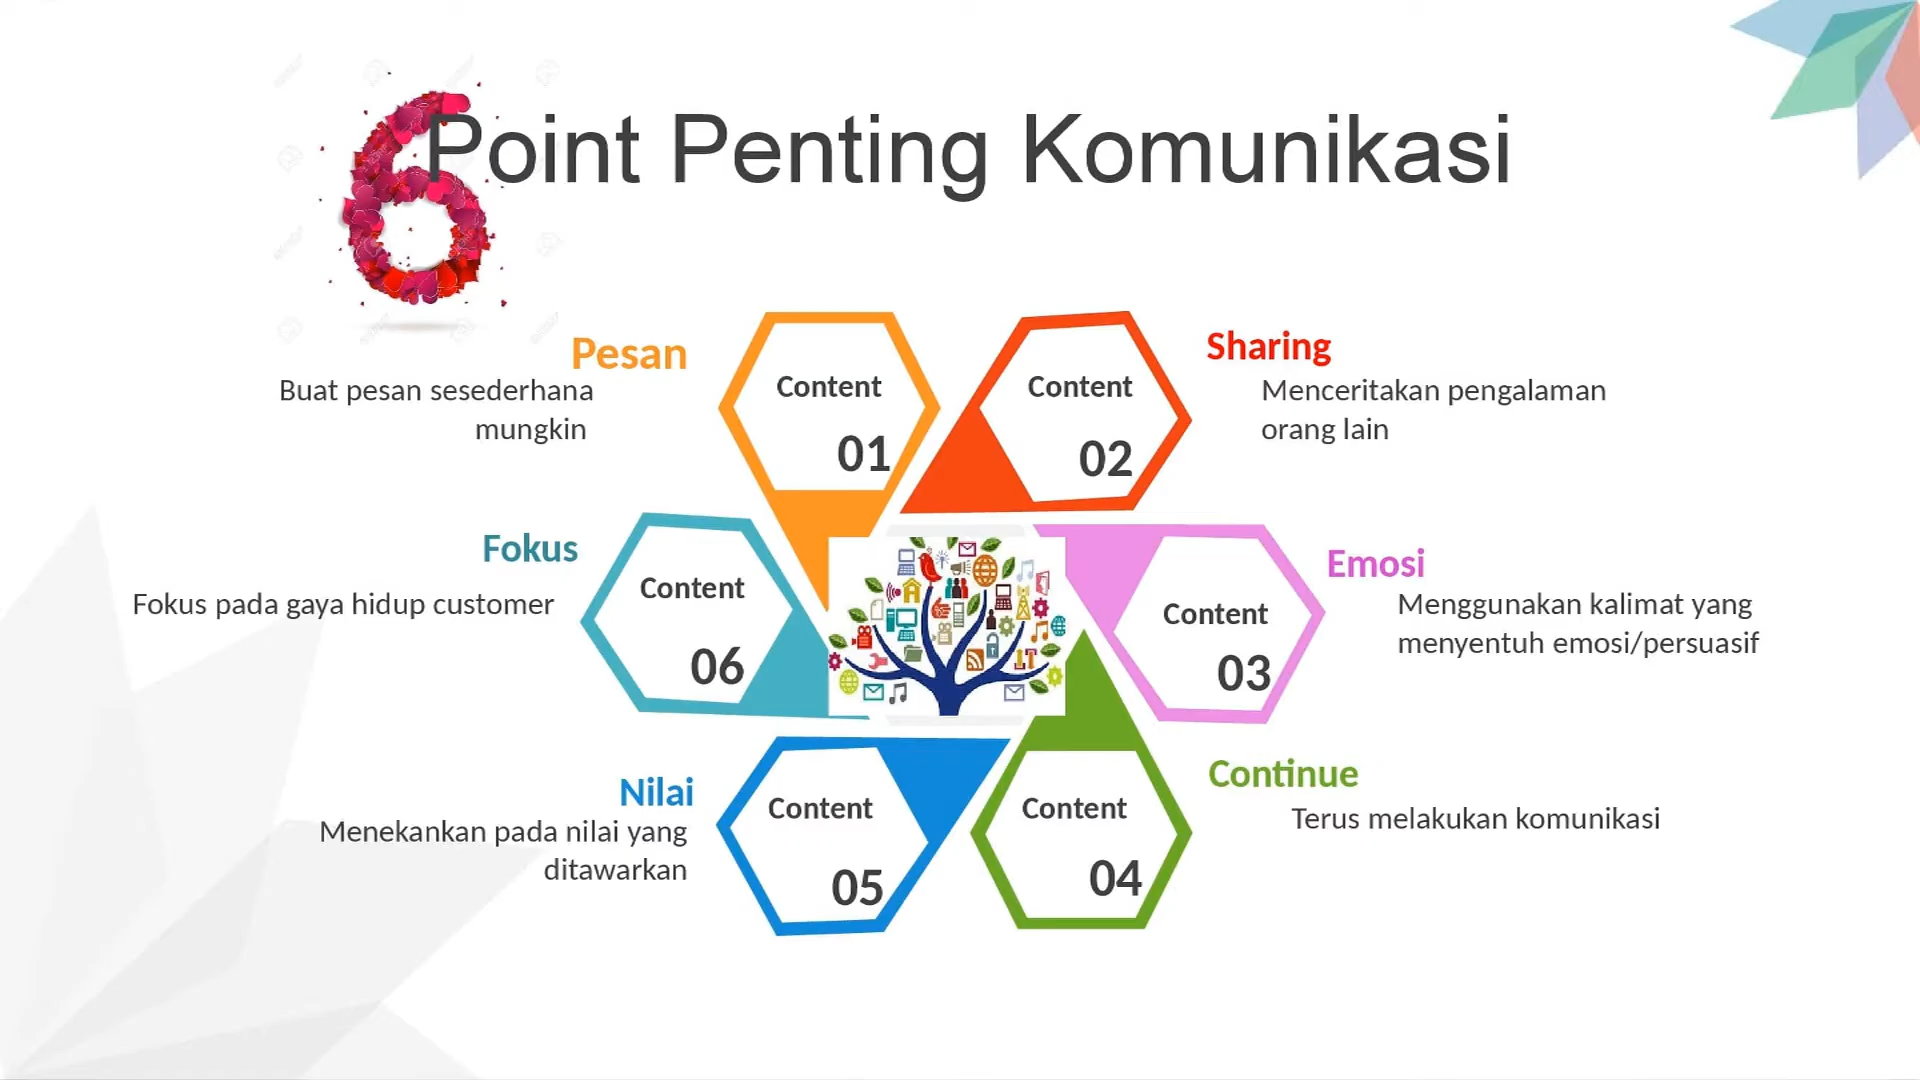 6 Point Penting Komunikasi
Pesan
Buat pesan sesederhana
mungkin
Content
01
Content
02
Sharing
Menceritakan pengalaman
orang lain
Fokus
Fokus pada gaya hidup customer
Content
06
Content
03
Emosi
Menggunakan kalimat yang
menyentuh emosi/persuasif
Nilai
Menekankan pada nilai yang
ditawarkan
Content
05
Content
04
Continue
Terus melakukan komunikasi